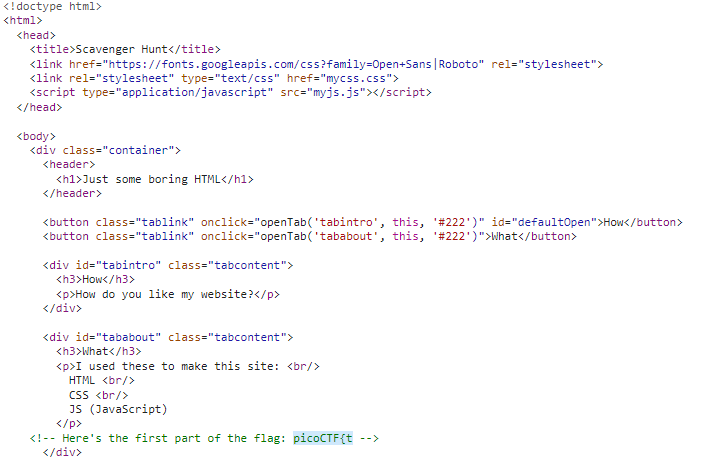 <!doctype html>
<html>
  <head>
    <title>Scavenger Hunt</title>
    <link href="https://fonts.googleapis.com/css?family=Open+Sans|Roboto" rel="stylesheet">
    <link rel="stylesheet" type="text/css" href="mycss.css">
    <script type="application/javascript" src="myjs.js"></script>
  </head>

  <body>
    <div class="container">
      <header>
        <h1>Just some boring HTML</h1>
      </header>

      <button class="tablink" onclick="openTab('tabintro', this, '#222')" id="defaultOpen">How</button>
      <button class="tablink" onclick="openTab('tababout', this, '#222')">What</button>

      <div id="tabintro" class="tabcontent">
        <h3>How</h3>
        <p>How do you like my website?</p>
      </div>

      <div id="tababout" class="tabcontent">
        <h3>What</h3>
        <p>I used these to make this site: <br/>
          HTML <br/>
          CSS <br/>
          JS (JavaScript)
        </p>
    <!-- Here's the first part of the flag: picoCTF{t -->
      </div>